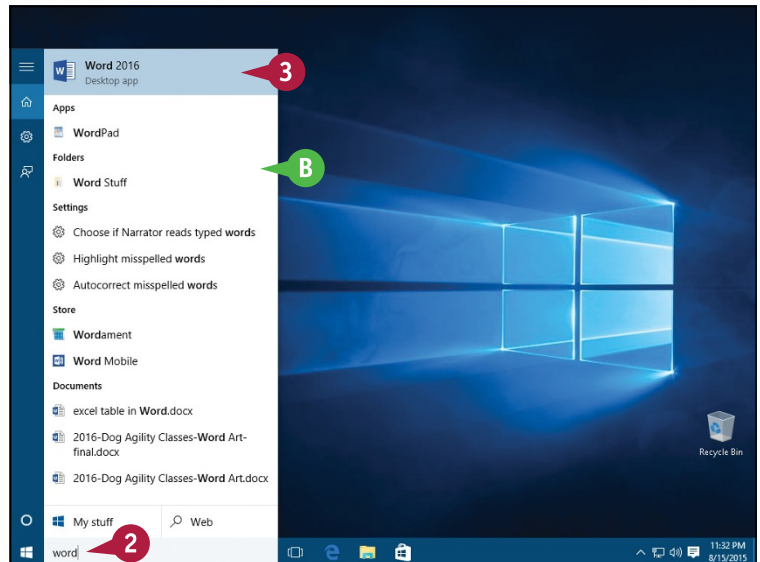 Word 2016
Desktop app
3
Apps
WordPad
B
Folders
Word Stuff
Settings
Choose if Narrator reads typed words
Highlight misspelled words
Autocorrect misspelled words
Store
Wordament
Word Mobile
Documents
excel table in Word.docx
2016-Dog Agility Classes-Word Art-
final.docx
2016-Dog Agility Classes-Word Art.docx
Recycle Bin
My stuff
Web
word
2
11:32 PM
8/15/2015